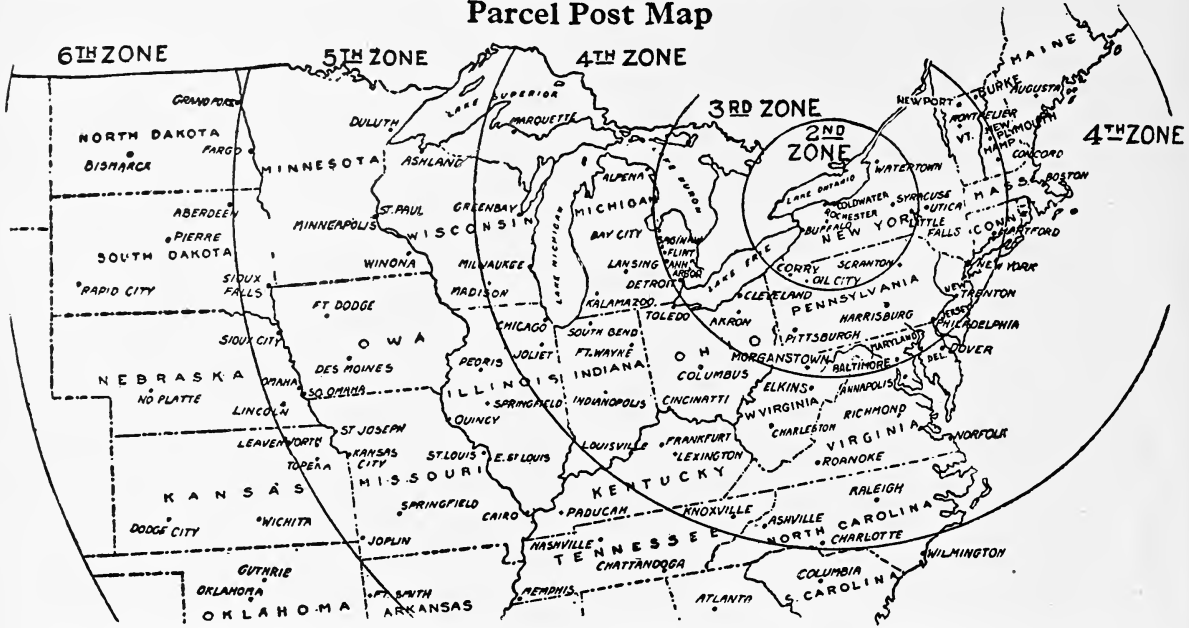 Parcel Post Map
6TH ZONE
5TH ZONE
4TH ZONE
3RD ZONE
2ND
ZONE
4TH ZONE
GRAND FORKS
NORTH DAKOTA
BISMARCK
FARGO
ABERDEEN
PIERRE
SOUTH DAKOTA
RAPID CITY
SIOUX
FALLS
SIOUX CITY
NEBRASKA
NO PLATTE
OMAHA
SO. OMAHA
LINCOLN
LEAVENWORTH
TOPEKA
KANSAS
DODGE CITY
WICHITA
GUTHRIE
OKLAHOMA
OKLAHOMA
DULUTH
MINNESOTA
MINNEAPOLIS
ST. PAUL
WINONA
FT DODGE
IOWA
DES MOINES
ST JOSEPH
KANSAS
CITY
MISSOURI
ST. LOUIS
SPRINGFIELD
JOPLIN
FT. SMITH
ARKANSAS
LAKE SUPERIOR
MARQUETTE
ASHLAND
GREENBAY
WISCONSIN
MILWAUKEE
MADISON
LAKE MICHIGAN
CHICAGO
JOLIET
PEORIS
ILLINOIS
SPRINGFIELD
QUINCY
E. ST LOUIS
CAIRO
ALPENA
L. HURON
MICHIGAN
BAY CITY
SAGINAW
FLINT
LANSING
ANN
ARBOR
DETROIT
KALAMAZOO
TOLEDO
SOUTH BEND
FT. WAYNE
INDIANA
INDIANOPOLIS
LAKE ERIE
CLEVELAND
AKRON
OHIO
COLUMBUS
CINCINATTI
LOUISVILLE
FRANKFURT
LEXINGTON
KENTUCKY
PADUCAH
NASHVILLE
TENNESSEE
KNOXVILLE
CHATTANOOGA
MEMPHIS
ATLANTA
LAKE ONTARIO
WATERTOWN
COLDWATER
ROCHESTER
SYRACUSE
UTICA
LITTLE
FALLS
BUFFALO
NEW YORK
CORRY
OIL CITY
SCRANTON
PENNSYLVANIA
HARRISBURG
PITTSBURGH
MORGANSTOWN
MARYLAND
BALTIMORE
ANNAPOLIS
DEL.
DOVER
ELKINS
W VIRGINIA
CHARLESTON
RICHMOND
VIRGINIA
NORFOLK
ROANOKE
RALEIGH
NORTH CAROLINA
ASHVILLE
CHARLOTTE
WILMINGTON
COLUMBIA
S. CAROLINA
MAINE
BURKE
AUGUSTA
NEWPORT
MONTPELIER
VT.
NEW
HAMP
PLYMOUTH
CONCORD
MASS
BOSTON
CONN
HARTFORD
NEW YORK
NEW
JERSEY
TRENTON
PHILADELPHIA